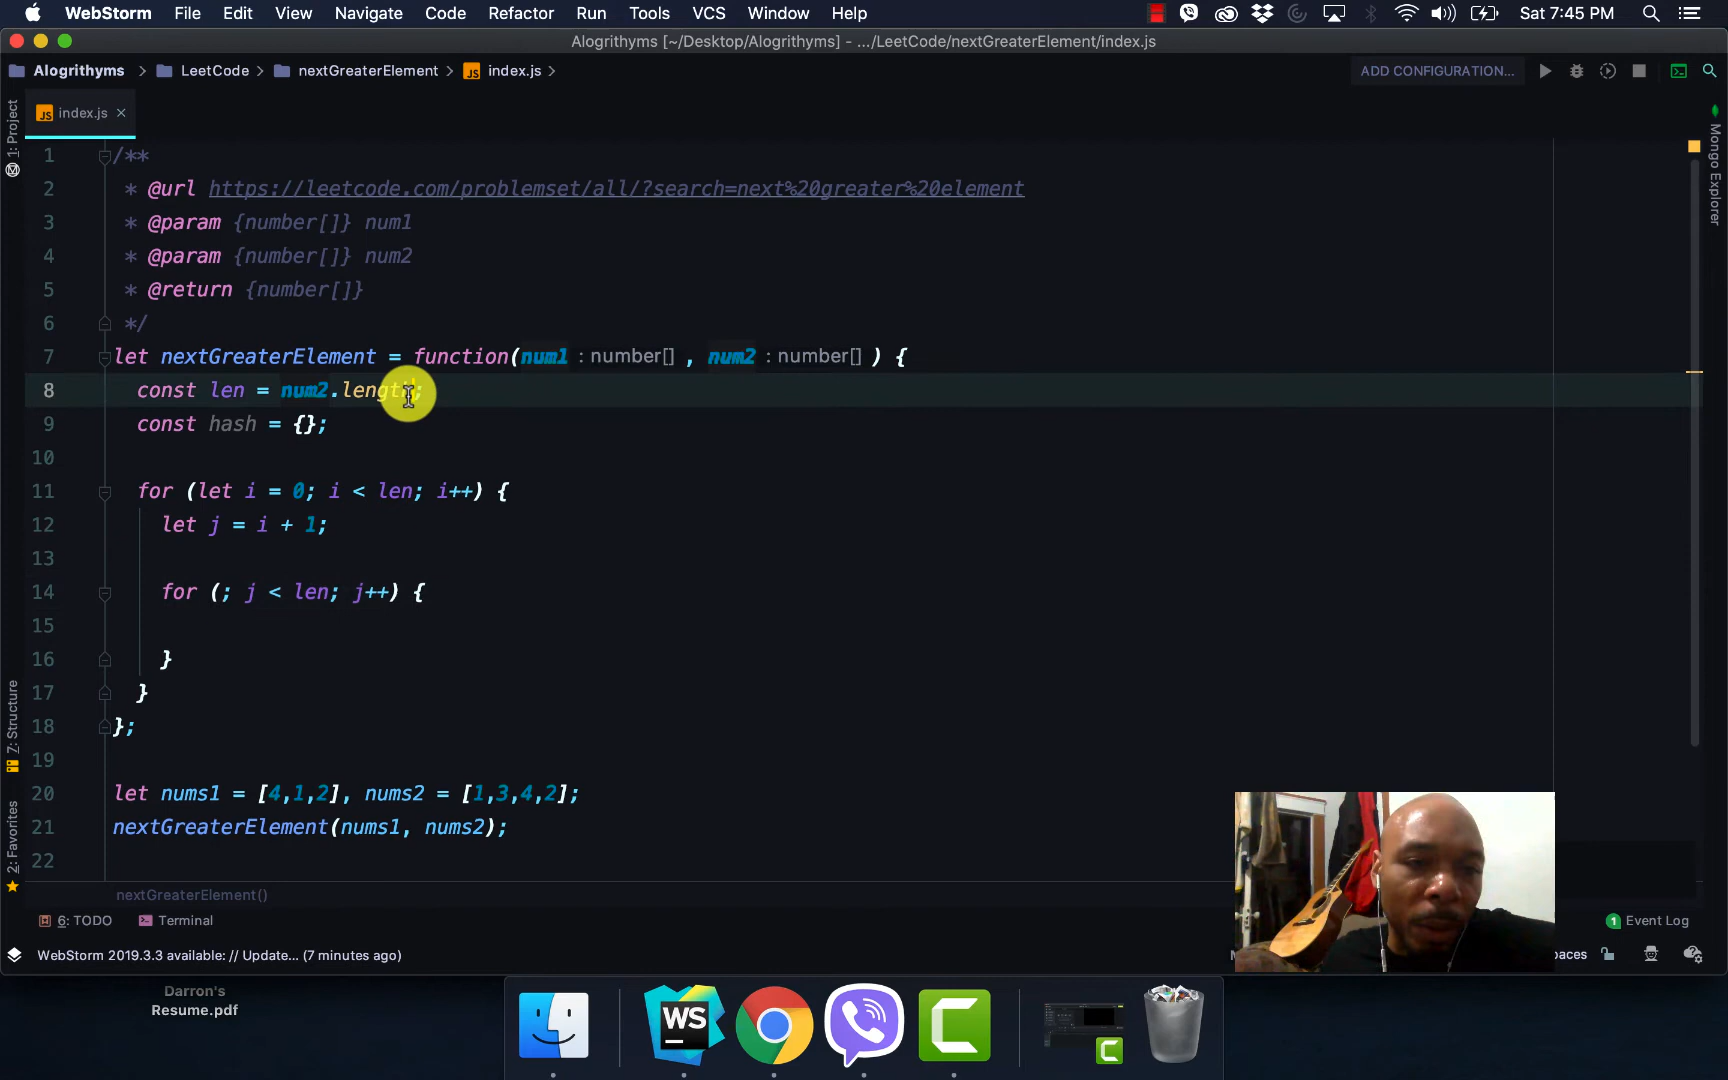 WebStorm File Edit View Navigate Code Refactor Run Tools VCS Window Help Sat 7:45 PM
Alogrithyms [~/Desktop/Alogrithyms] - .../LeetCode/nextGreaterElement/index.js
Alogrithyms LeetCode nextGreaterElement JS index.js ADD CONFIGURATION...
JS index.js
1: Project
Mongo Explorer
1 /**
2 * @url https://leetcode.com/problemset/all/?search=next%20greater%20element
3 * @param {number[]} num1
4 * @param {number[]} num2
5 * @return {number[]}
6 */
7 let nextGreaterElement = function(num1 : number[] , num2 : number[] ) {
8 const len = num2.length;
9 const hash = {};
10
11 for (let i = 0; i < len; i++) {
12 let j = i + 1;
13
14 for (; j < len; j++) {
15
16 }
17 }
18 };
19
20 let nums1 = [4,1,2], nums2 = [1,3,4,2];
21 nextGreaterElement(nums1, nums2);
22
7: Structure
2: Favorites
nextGreaterElement()
6: TODO Terminal 1 Event Log
WebStorm 2019.3.3 available: // Update... (7 minutes ago) paces
Darron's
Resume.pdf
WS C C